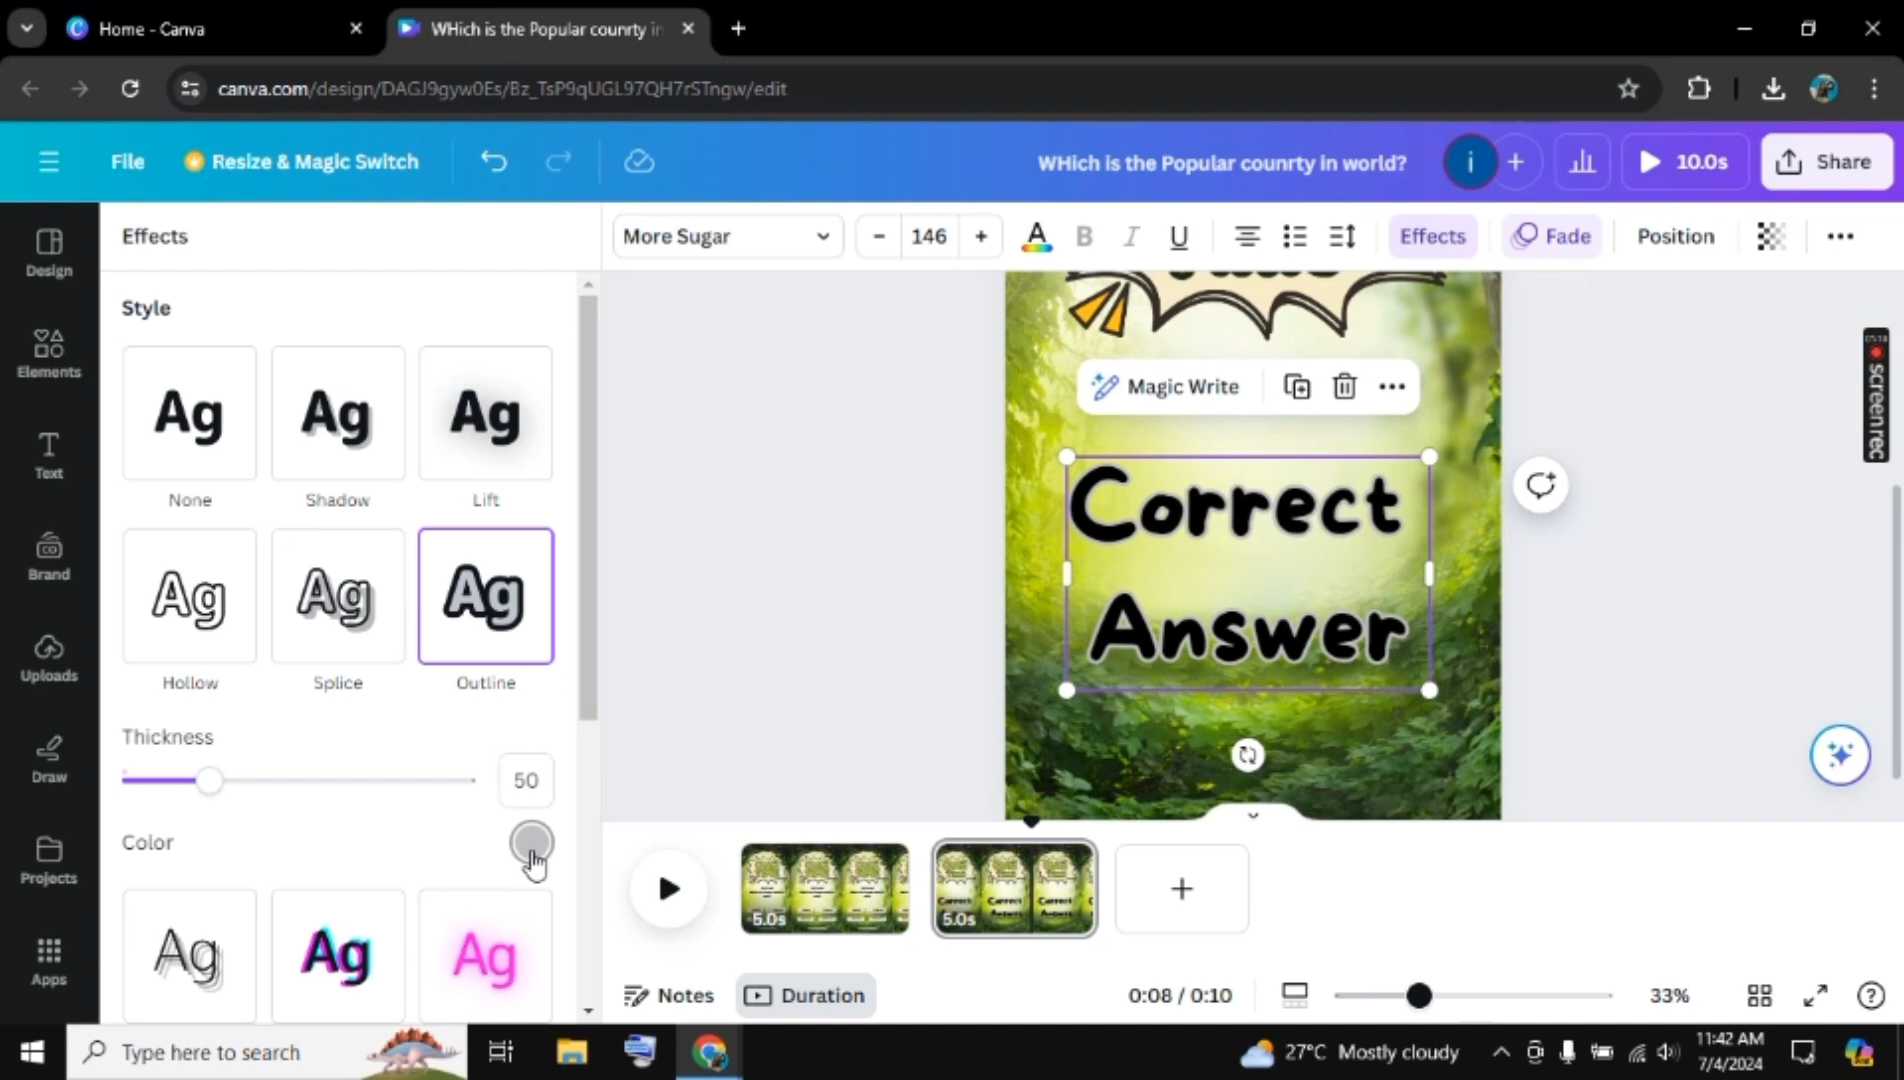 Home - Canva
WHich is the Popular counrty in
canva.com/design/DAGJ9gyw0Es/Bz_TsP9qUGL97QH7rSTngw/edit
File
Resize & Magic Switch
WHich is the Popular counrty in world?
i
10.0s
Share
Design
Elements
Text
Brand
Uploads
Draw
Projects
Apps
Effects
Style
Ag
Ag
Ag
None
Shadow
Lift
Ag
Ag
Ag
Hollow
Splice
Outline
Thickness
50
Color
Ag
Ag
Ag
More Sugar
146
A
B
I
U
Effects
Fade
Position
Magic Write
Correct
Answer
screenrec
5.0s
5.0s
Notes
Duration
0:08 / 0:10
33%
Type here to search
27°C Mostly cloudy
11:42 AM
7/4/2024